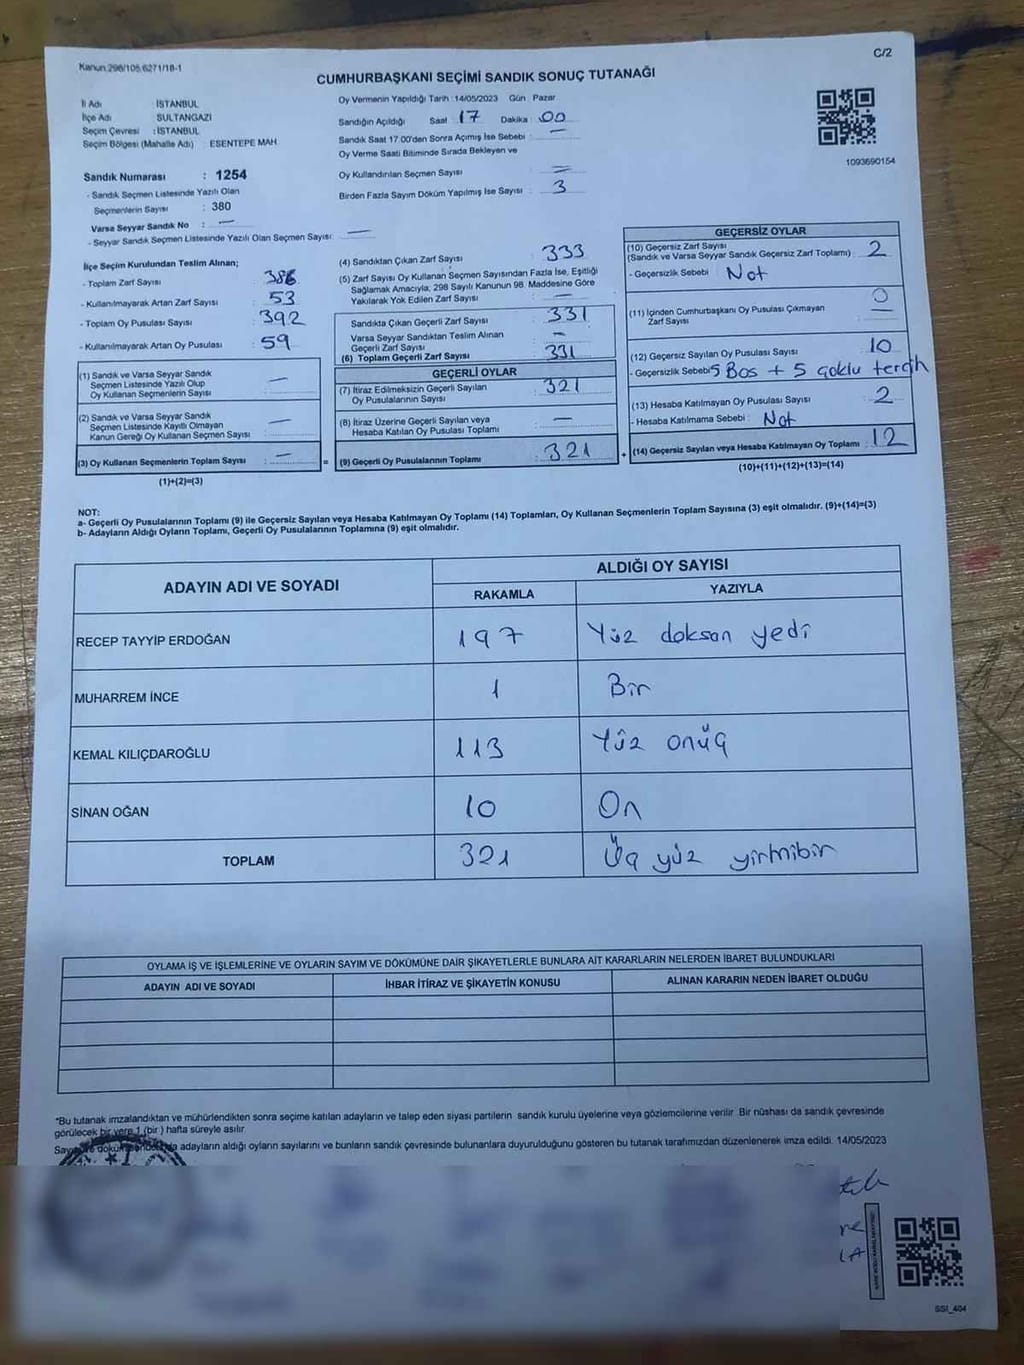 Kanun 298/105.6271/18-1
C/2
CUMHURBAŞKANI SEÇİMİ SANDIK SONUÇ TUTANAĞI
İl Adı İSTANBUL
İlçe Adı SULTANGAZİ
Seçim Çevresi : İSTANBUL
Seçim Bölgesi (Mahalle Adı) : ESENTEPE MAH.
Sandık Numarası : 1254
- Sandık Seçmen Listesinde Yazılı Olan
Seçmenlerin Sayısı : 380
Varsa Seyyar Sandık No : —
- Seyyar Sandık Seçmen Listesinde Yazılı Olan Seçmen Sayısı: —
Oy Vermenin Yapıldığı Tarih :14/05/2023 Gün Pazar
Sandığın Açıldığı Saat 17 Dakika 00
Sandık Saat 17.00'den Sonra Açımış İse Sebebi : —
Oy Verme Saati Bitiminde Sırada Bekleyen ve
Oy Kullandırılan Seçmen Sayısı : =
Birden Fazla Sayım Döküm Yapılmış İse Sayısı : 3
1093690154
İlçe Seçim Kurulundan Teslim Alınan;
- Toplam Zarf Sayısı : 386
- Kullanılmayarak Artan Zarf Sayısı : 53
- Toplam Oy Pusulası Sayısı : 392
- Kullanılmayarak Artan Oy Pusulası : 59
(1) Sandık ve Varsa Seyyar Sandık
Seçmen Listesinde Yazılı Olup
Oy Kullanan Seçmenlerin Sayısı : —
(2) Sandık ve Varsa Seyyar Sandık
Seçmen Listesinde Kayıtlı Olmayan
Kanun Gereği Oy Kullanan Seçmen Sayısı : —
(3) Oy Kullanan Seçmenlerin Toplam Sayısı : —
(1)+(2)=(3)
=
(4) Sandıktan Çıkan Zarf Sayısı : 333
(5) Zarf Sayısı Oy Kullanan Seçmen Sayısından Fazla İse, Eşitliği
Sağlamak Amacıyla; 298 Sayılı Kanunun 98. Maddesine Göre
Yakılarak Yok Edilen Zarf Sayısı : —
Sandıkta Çıkan Geçerli Zarf Sayısı : 331
Varsa Seyyar Sandıktan Teslim Alınan
Geçerli Zarf Sayısı : —
(6) Toplam Geçerli Zarf Sayısı : 331
GEÇERLİ OYLAR
(7) İtiraz Edilmeksizin Geçerli Sayılan
Oy Pusulalarının Sayısı : 321
(8) İtiraz Üzerine Geçerli Sayılan veya
Hesaba Katılan Oy Pusulası Toplamı : —
(9) Geçerli Oy Pusulalarının Toplamı : 321
+
GEÇERSİZ OYLAR
(10) Geçersiz Zarf Sayısı
(Sandık ve Varsa Seyyar Sandık Geçersiz Zarf Toplamı) : 2
- Geçersizlik Sebebi : Not
0
(11) İçinden Cumhurbaşkanı Oy Pusulası Çıkmayan
Zarf Sayısı : —
(12) Geçersiz Sayılan Oy Pusulası Sayısı : 10
- Geçersizlik Sebebi 5 Boş + 5 çoklu tercih
(13) Hesaba Katılmayan Oy Pusulası Sayısı : 2
- Hesaba Katılmama Sebebi : Not
(14) Geçersiz Sayılan veya Hesaba Katılmayan Oy Toplamı : 12
(10)+(11)+(12)+(13)=(14)
NOT:
a- Geçerli Oy Pusulalarının Toplamı (9) ile Geçersiz Sayılan veya Hesaba Katılmayan Oy Toplamı (14) Toplamları, Oy Kullanan Seçmenlerin Toplam Sayısına (3) eşit olmalıdır. (9)+(14)=(3)
b- Adayların Aldığı Oyların Toplamı, Geçerli Oy Pusulalarının Toplamına (9) eşit olmalıdır.
ADAYIN ADI VE SOYADI
ALDIĞI OY SAYISI
RAKAMLA YAZIYLA
RECEP TAYYİP ERDOĞAN 197 Yüz doksan yedi
MUHARREM İNCE 1 Bir
KEMAL KILIÇDAROĞLU 113 Yüz onüç
SİNAN OĞAN 10 On
TOPLAM 321 Üç yüz yirmibir
OYLAMA İŞ VE İŞLEMLERİNE VE OYLARIN SAYIM VE DÖKÜMÜNE DAİR ŞİKAYETLERLE BUNLARA AİT KARARLARIN NELERDEN İBARET BULUNDUKLARI
ADAYIN ADI VE SOYADI İHBAR İTİRAZ VE ŞİKAYETİN KONUSU ALINAN KARARIN NEDEN İBARET OLDUĞU
*Bu tutanak imzalandıktan ve mühürlendikten sonra seçime katılan adayların ve talep eden siyasi partilerin sandık kurulu üyelerine veya gözlemcilerine verilir. Bir nüshası da sandık çevresinde
görülecek bir yere 1 (bir) hafta süreyle asılır.
adayların aldığı oyların sayılarını ve bunların sandık çevresinde bulunanlara duyurulduğunu gösteren bu tutanak tarafımızdan düzenlenerek imza edildi. 14/05/2023
SSI_404